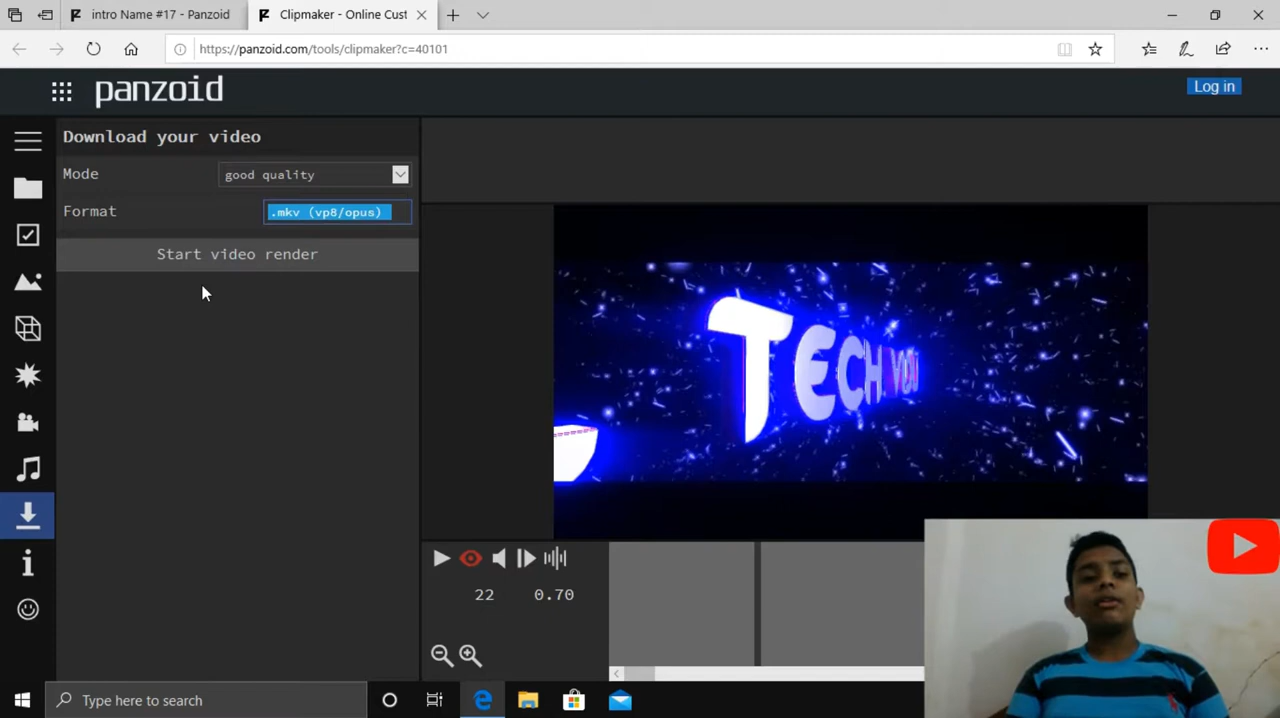 intro Name #17 - Panzoid
Clipmaker - Online Cust
https://panzoid.com/tools/clipmaker?c=40101
panzoid
Log in
Download your video
Mode
good quality
Format
.mkv (vp8/opus)
Start video render
TECH YOU
22
0.70
Type here to search